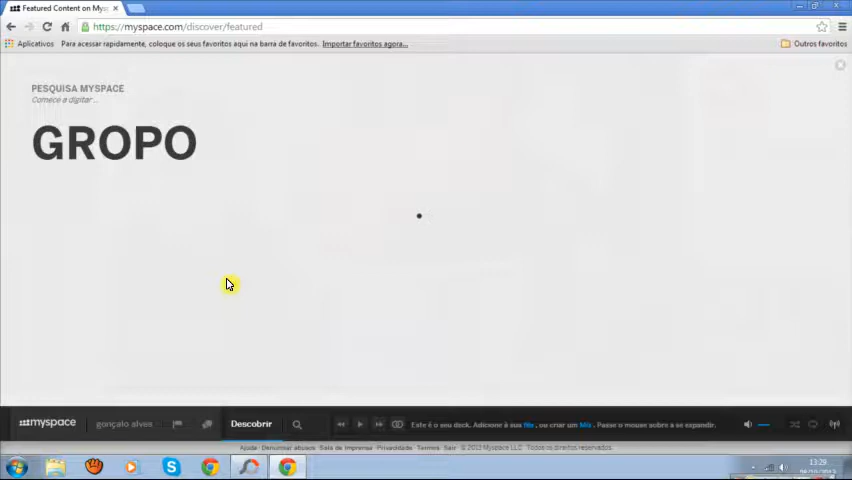 Featured Content on Mys
https://myspace.com/discover/featured
Aplicativos Para acessar rapidamente, coloque os seus favoritos aqui na barra de favoritos. Importar favoritos agora... Outros favoritos
PESQUISA MYSPACE
Comece a digitar ...
GROPO
myspace gonçalo alves Descobrir Este é o seu deck. Adicione à sua fila , ou criar um Mix . Passe o mouse sobre a se expandir.
Ajuda Denunciar abusos Sala de Imprensa Privacidade Termos Sair © 2013 Myspace LLC. Todos os direitos reservados.
13:29